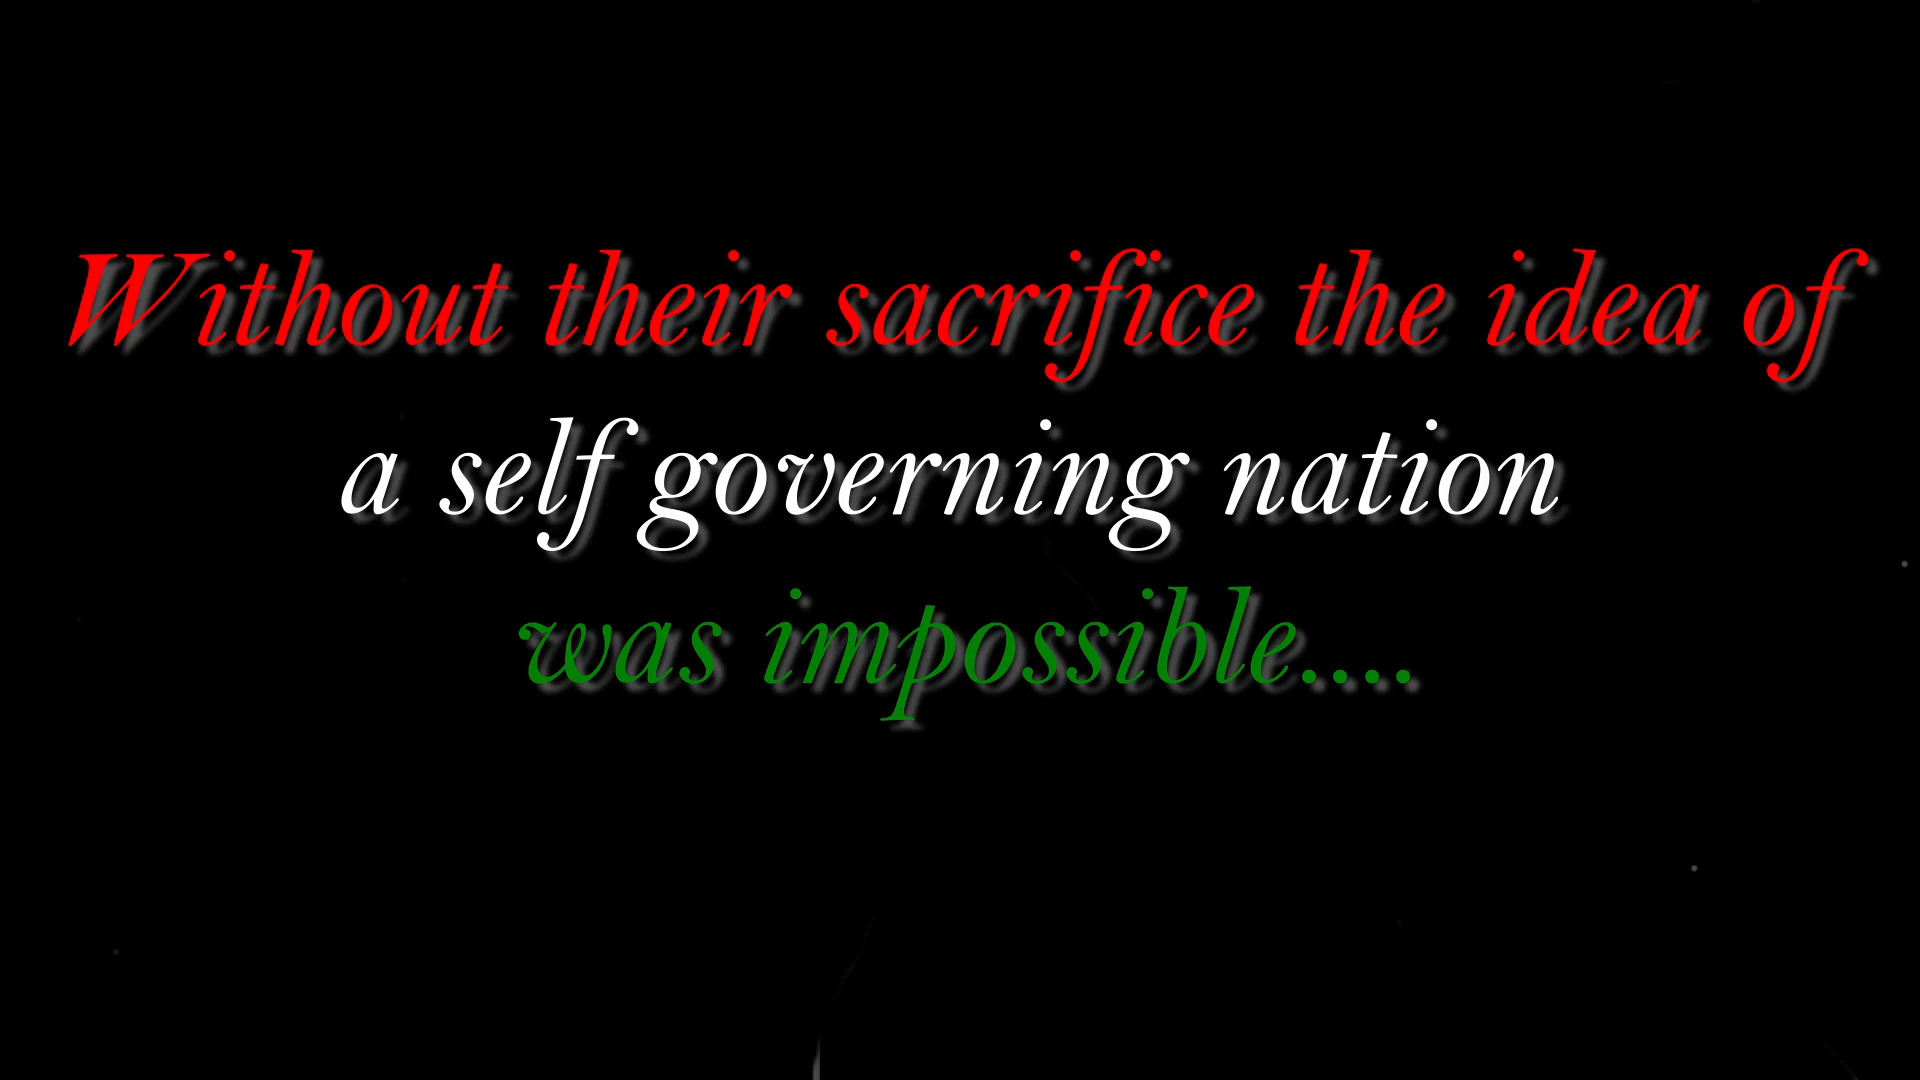 Without their sacrifice the idea of
a self governing nation
was impossible....